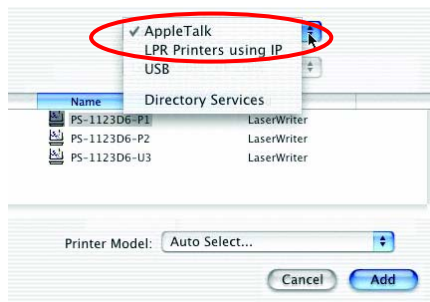 ✓ AppleTalk
LPR Printers using IP
USB
Directory Services
Name
PS-1123D6-P1 LaserWriter
PS-1123D6-P2 LaserWriter
PS-1123D6-U3 LaserWriter
Printer Model: Auto Select...
Cancel Add